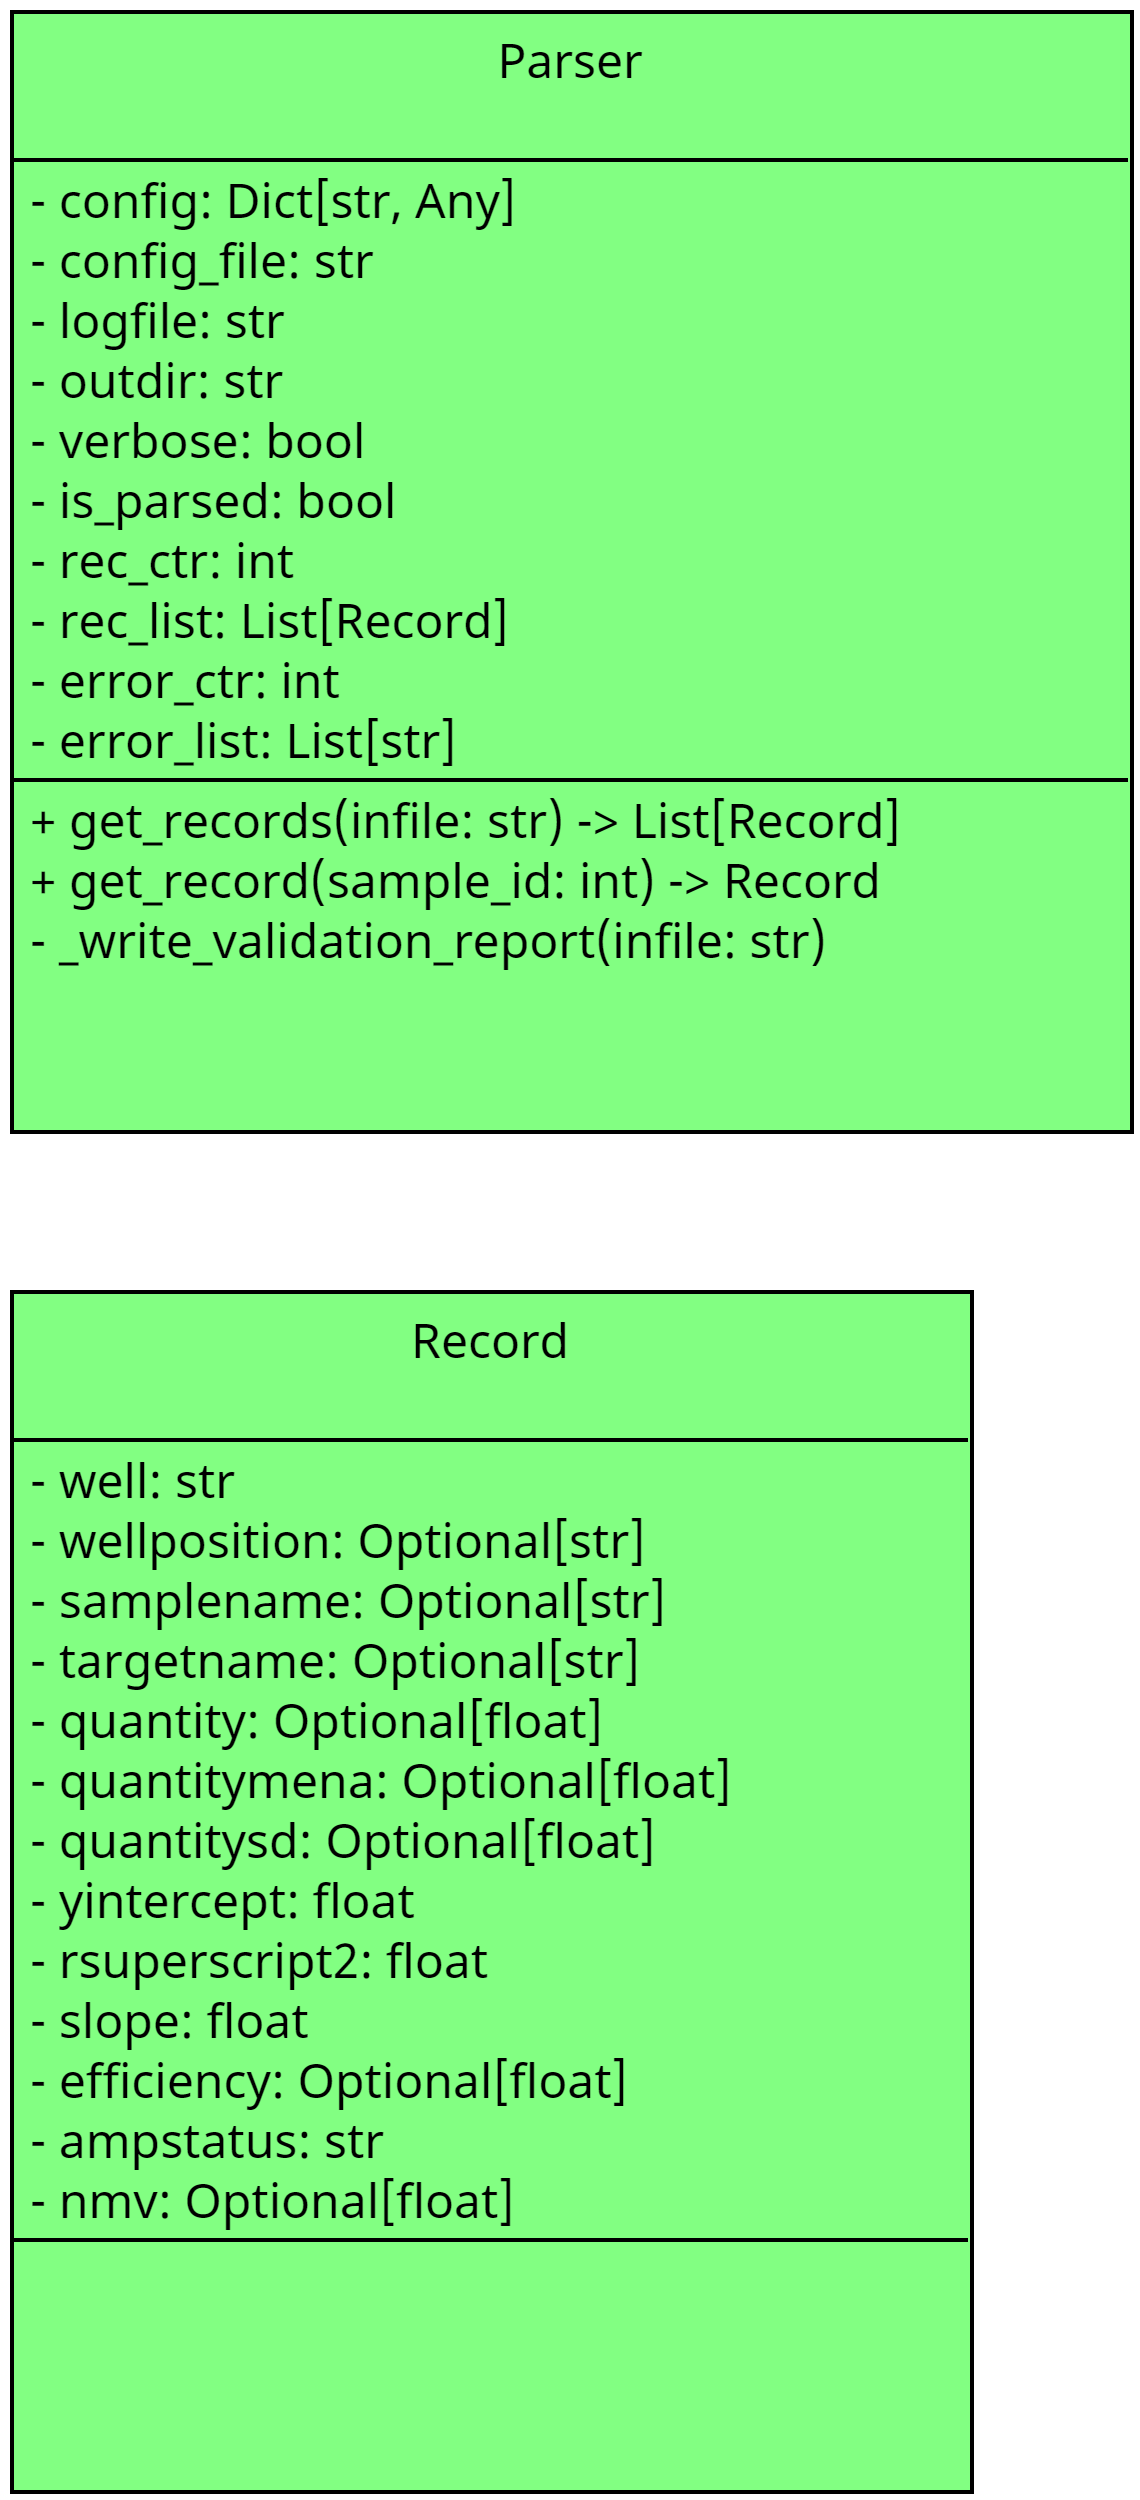 Parser
- config: Dict[str, Any]
- config_file: str
- logfile: str
- outdir: str
- verbose: bool
- is_parsed: bool
- rec_ctr: int
- rec_list: List[Record]
- error_ctr: int
- error_list: List[str]
+ get_records(infile: str) -> List[Record]
+ get_record(sample_id: int) -> Record
- _write_validation_report(infile: str)
Record
- well: str
- wellposition: Optional[str]
- samplename: Optional[str]
- targetname: Optional[str]
- quantity: Optional[float]
- quantitymena: Optional[float]
- quantitysd: Optional[float]
- yintercept: float
- rsuperscript2: float
- slope: float
- efficiency: Optional[float]
- ampstatus: str
- nmv: Optional[float]